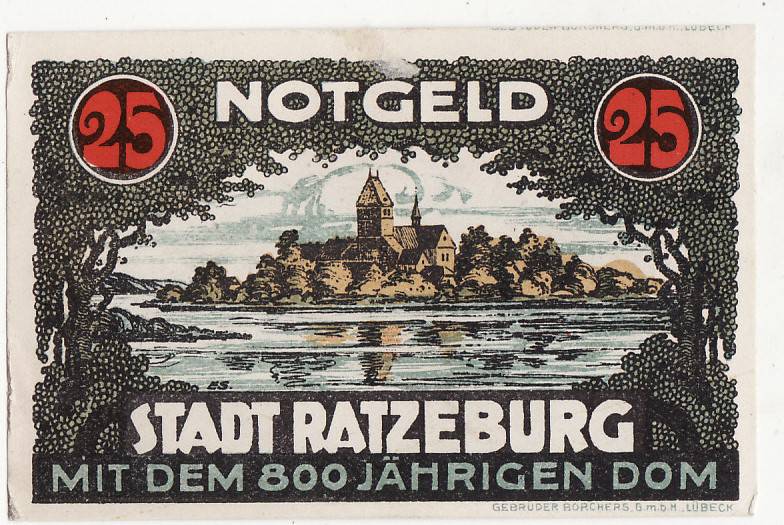 NOTGELD
25 25
ES
STADT RATZEBURG
MIT DEM 800 JÄHRIGEN DOM
GEBRÜDER BORCHERS, G.m.b.H., LÜBECK